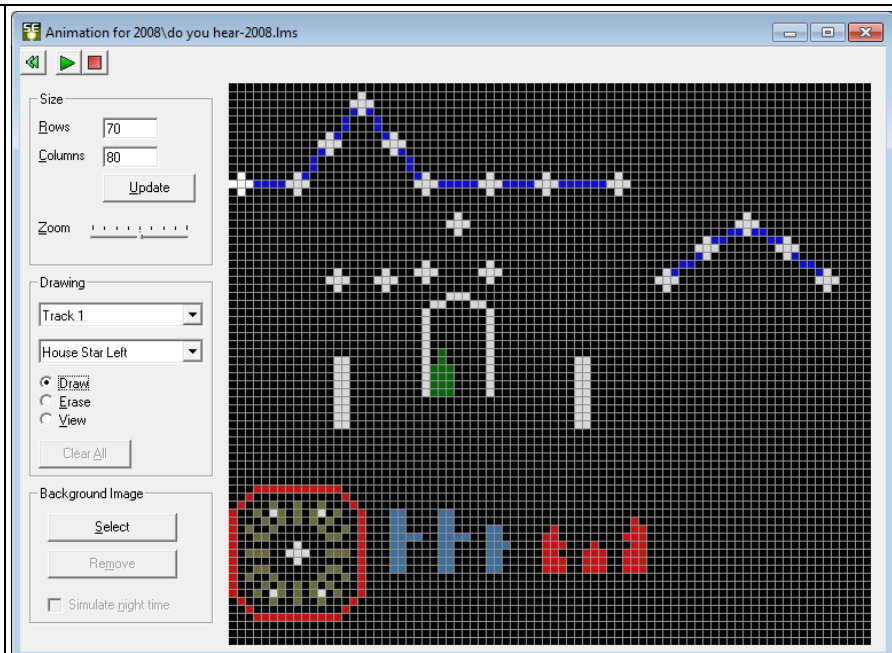 SE Animation for 2008\do you hear-2008.lms
Size
Rows 70
Columns 80
Update
Zoom
Drawing
Track 1
House Star Left
Draw
Erase
View
Clear All
Background Image
Select
Remove
Simulate night time